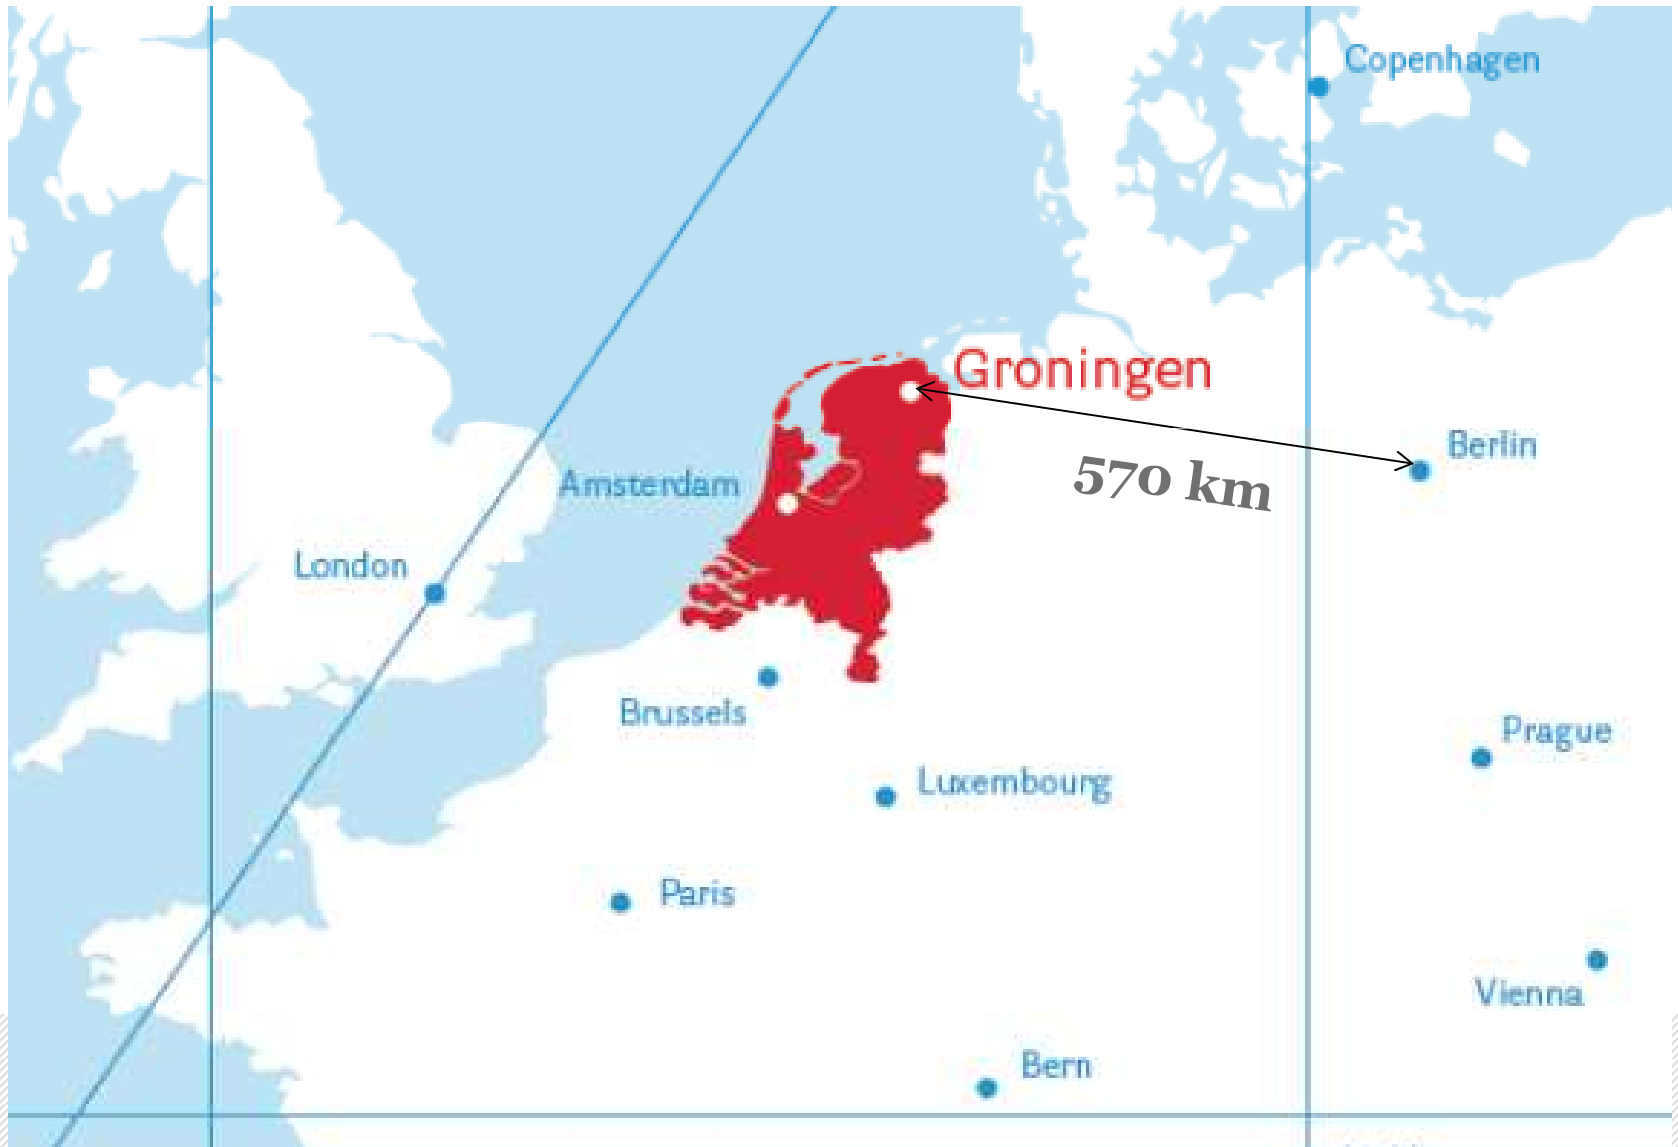 Copenhagen
Groningen
Berlin
570 km
Amsterdam
London
Brussels
Prague
Luxembourg
Paris
Vienna
Bern